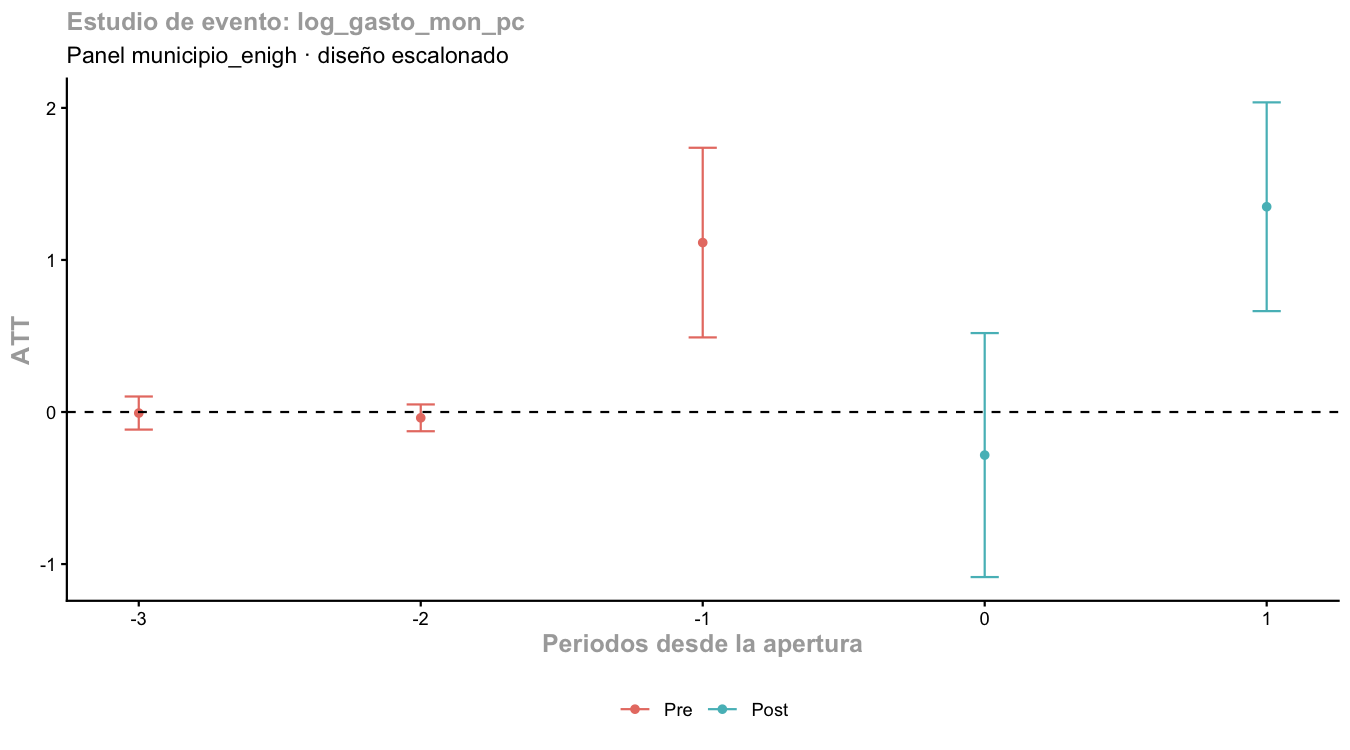 Estudio de evento: log_gasto_mon_pc
Panel municipio_enigh · diseño escalonado
ATT
2
1
0
-1
-3
-2
-1
0
1
Periodos desde la apertura
Pre
Post